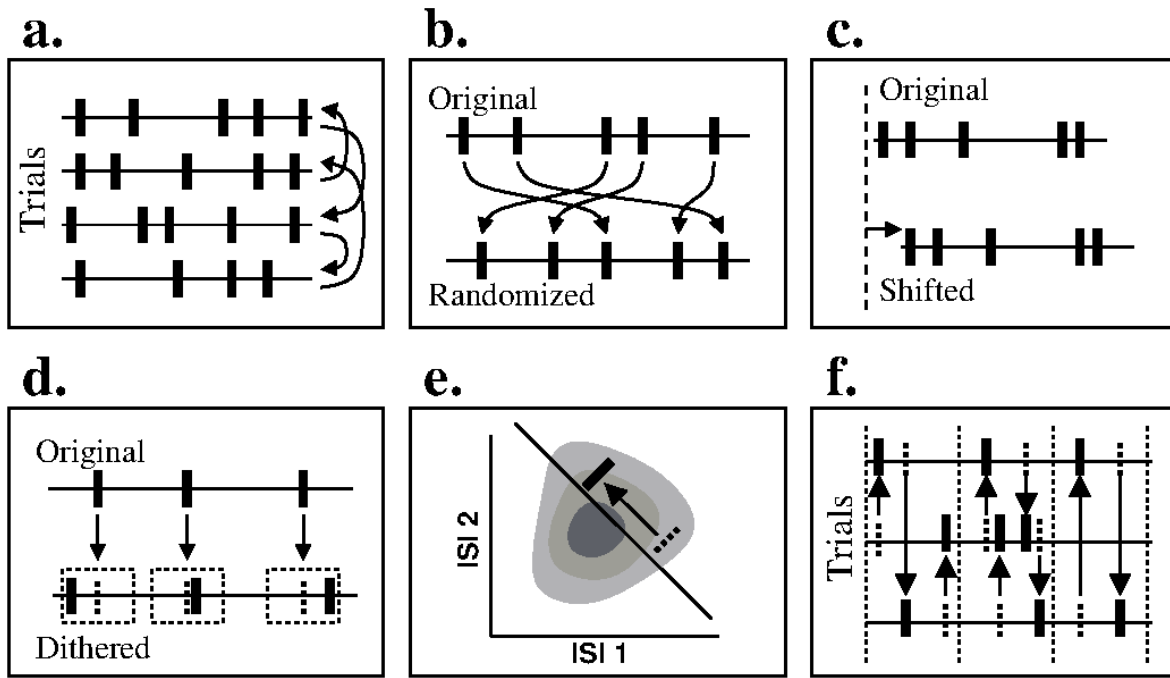 a.
Trials
b.
Original
Randomized
c.
Original
Shifted
d.
Original
Dithered
e.
ISI 2
ISI 1
f.
Trials